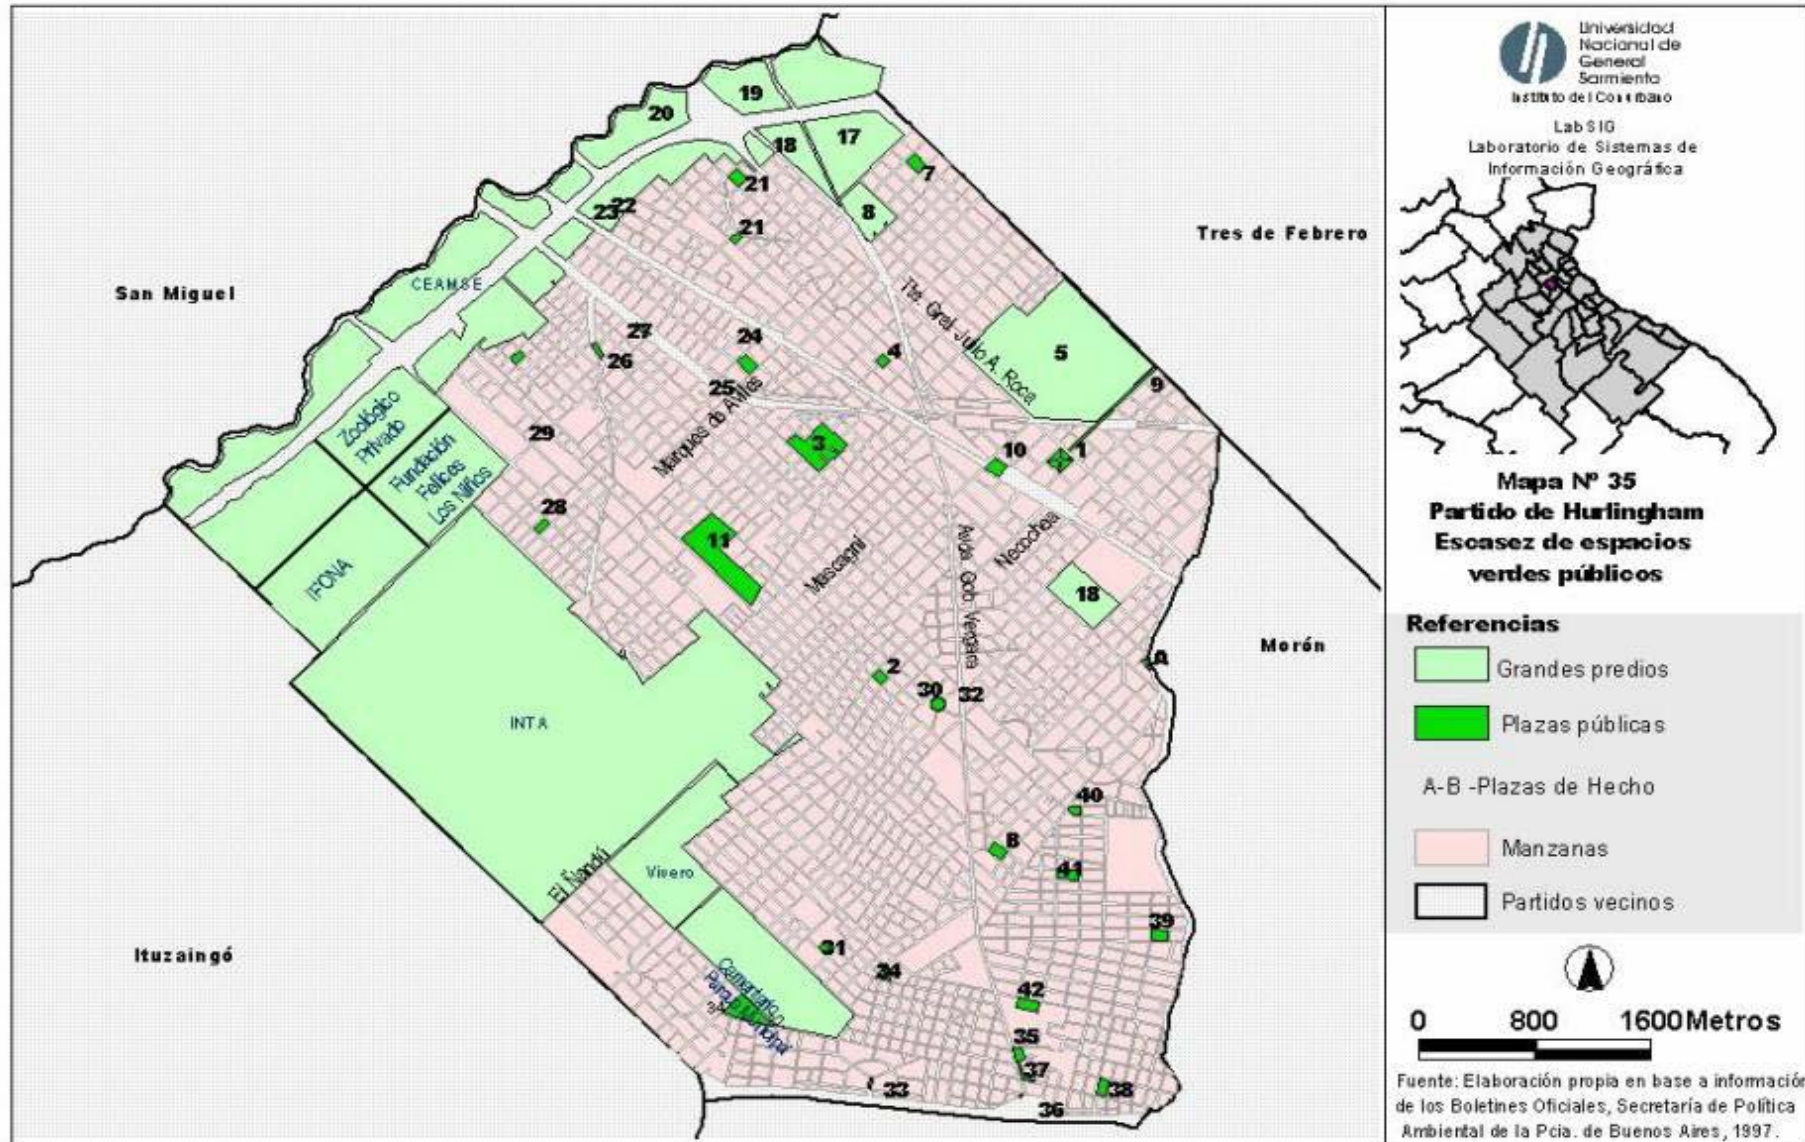 Universidad
Nacional de
General
Sarmiento
Instituto del Conurbano
Lab SIG
Laboratorio de Sistemas de
Información Geográfica
Mapa Nº 35
Partido de Hurlingham
Escasez de espacios
verdes públicos
Referencias
Grandes predios
Plazas públicas
A-B -Plazas de Hecho
Manzanas
Partidos vecinos
0 800 1600 Metros
Fuente: Elaboración propia en base a información
de los Boletines Oficiales, Secretaría de Política
Ambiental de la Pcia. de Buenos Aires, 1997.
San Miguel
Tres de Febrero
Morón
Ituzaingó
20
19
18
17
7
21
8
23
22
21
CEAMSE
Tte. Gral. Julio A. Roca
27
26
24
4
5
9
25
Marques de Aviles
Zoológico
Privado
Fundación
Felices
Los Niños
29
3
10
1
28
11
Mascagni
Avda. Gob. Vergara
Necochea
18
IFONA
A
2
30
32
INTA
40
B
41
El Ñandú
Vivero
39
31
34
Cementerio
Parque Municipal
42
35
37
33
36
38